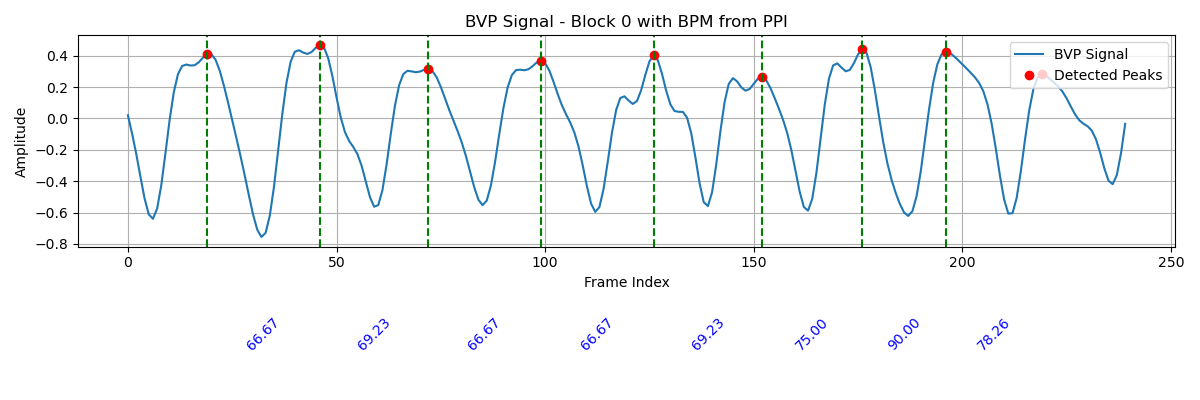 BVP Signal - Block 0 with BPM from PPI
BVP Signal
Detected Peaks
Amplitude
0.4
0.2
0.0
−0.2
−0.4
−0.6
−0.8
0 50 100 150 200 250
Frame Index
66.67 69.23 66.67 66.67 69.23 75.00 90.00 78.26